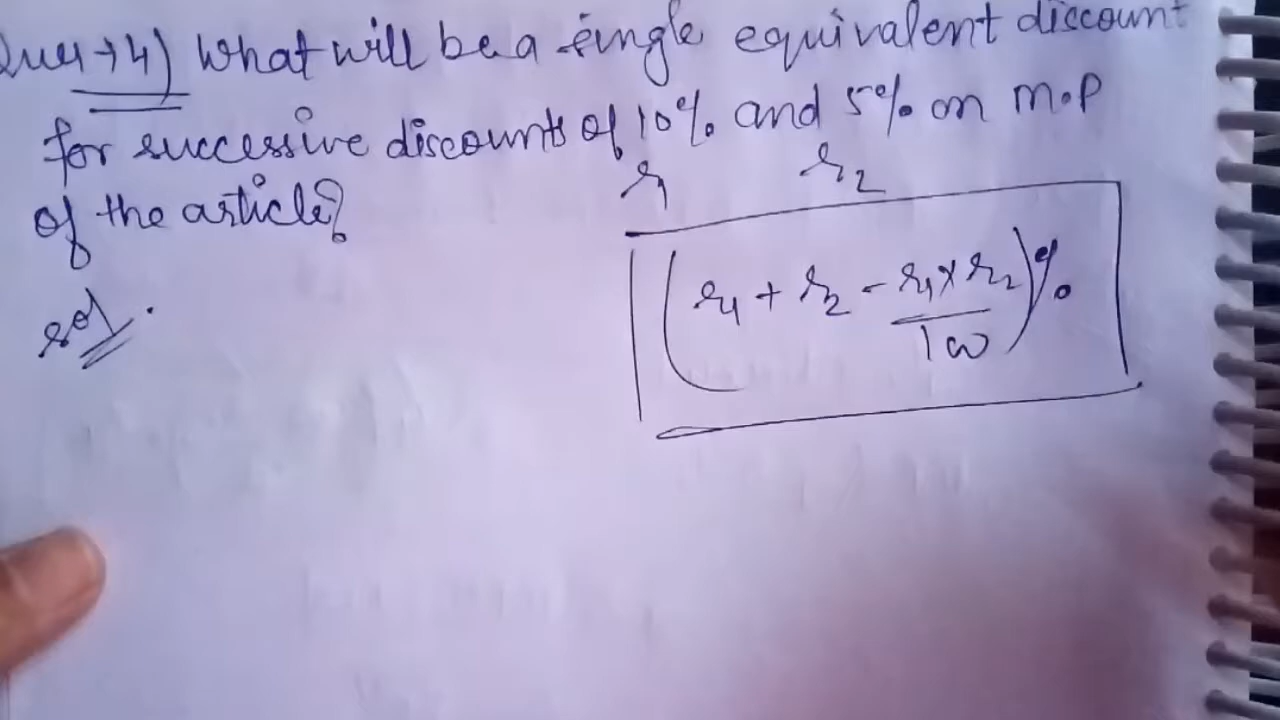 Ques→4) What will be a single equivalent discount
for successive discounts of 10% and 5% on M.P
of the article?
r1 r2
sol.
(r1 + r2 - r1 x r2 / 100)%